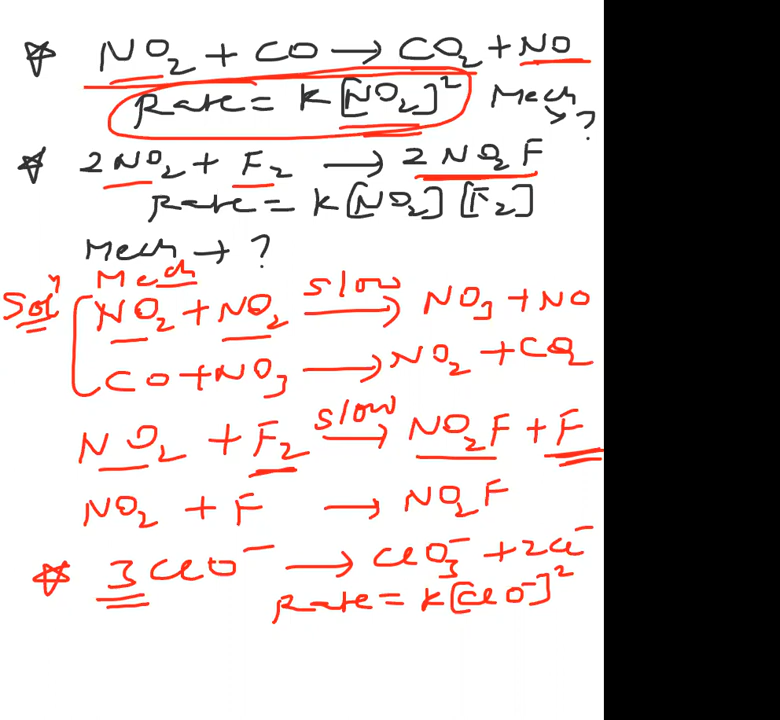 ☆ NO₂ + CO → CO₂ + NO
Rate = k[NO₂]² Mech → ?
☆ 2NO₂ + F₂ → 2NO₂F
Rate = k[NO₂][F₂]
Mech → ?
Solⁿ Mech
NO₂ + NO₂ slow→ NO₃ + NO
CO + NO₃ → NO₂ + CO₂
NO₂ + F₂ slow→ NO₂F + F
NO₂ + F → NO₂F
☆ 3ClO⁻ → ClO₃⁻ + 2Cl⁻
Rate = k[ClO⁻]²